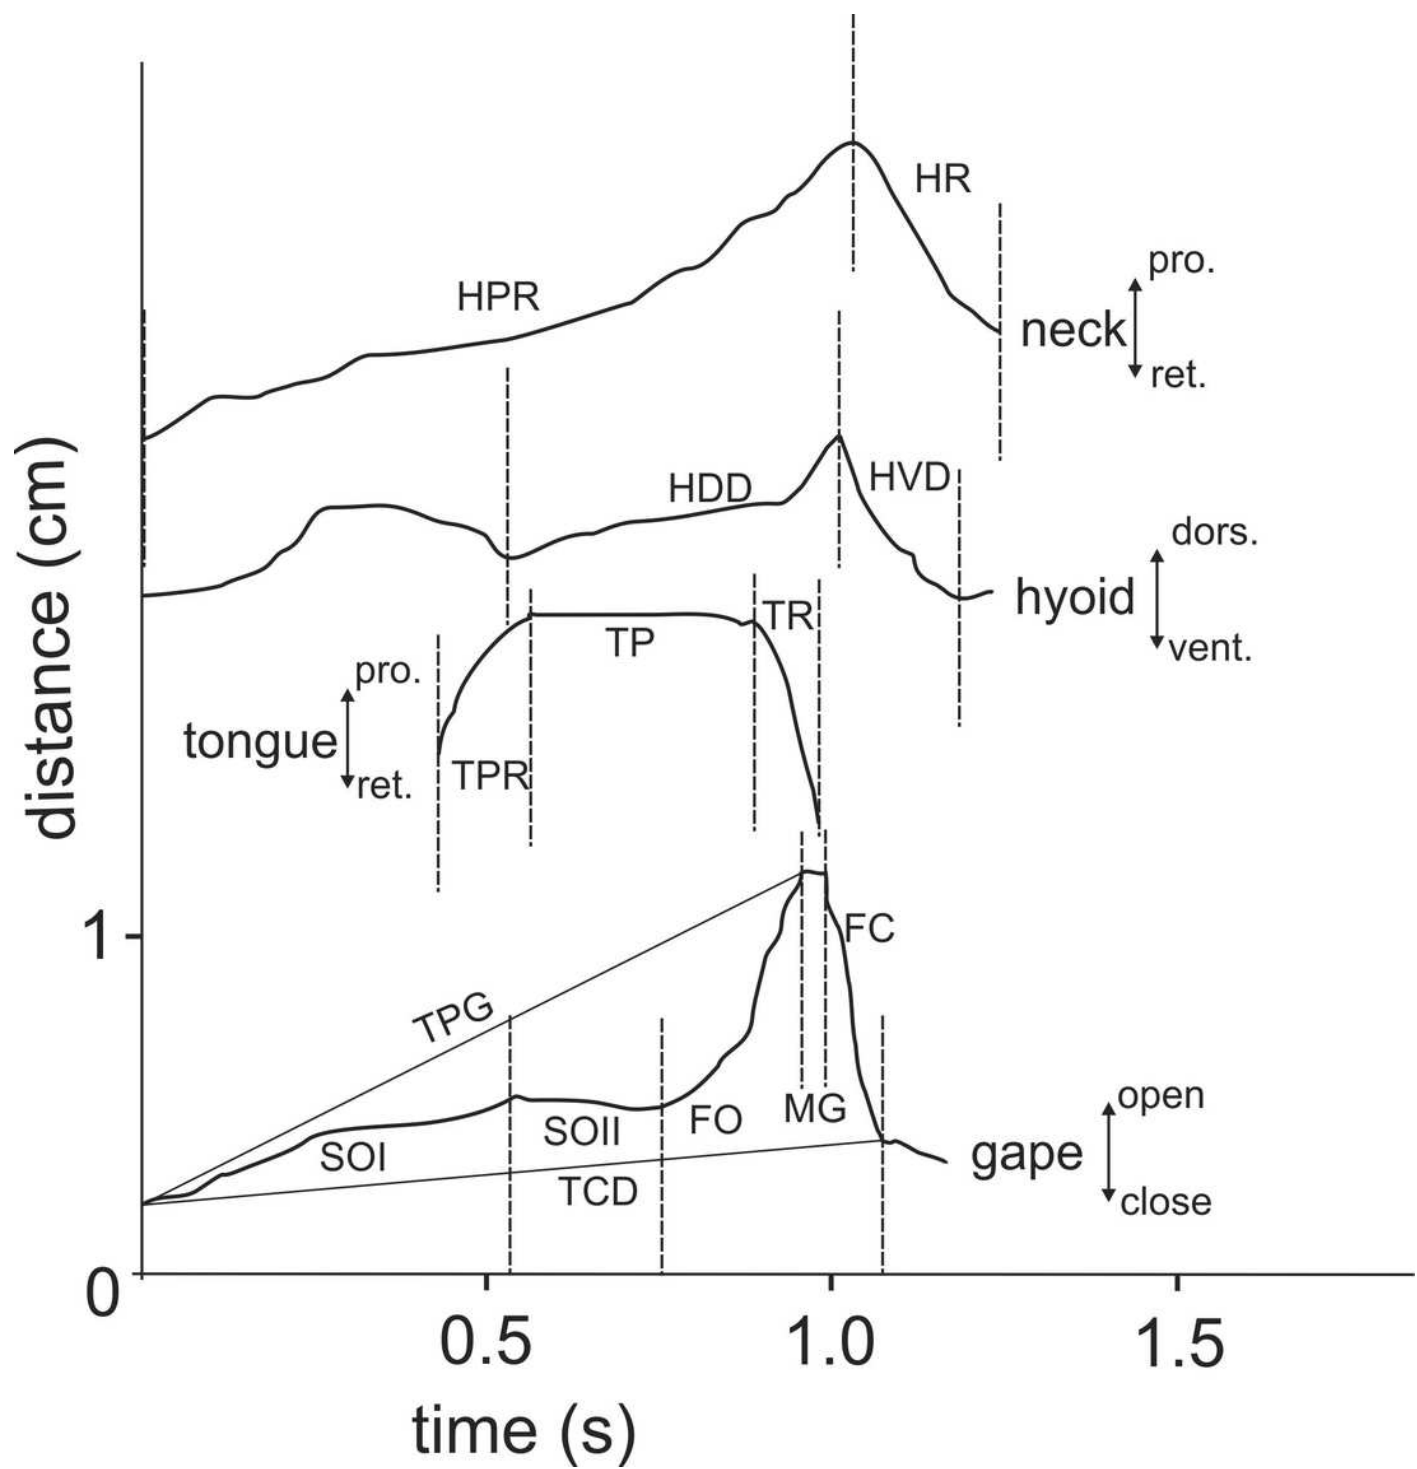 HR
pro.
HPR
neck
ret.
HDD
HVD
dors.
hyoid
TR
TP
vent.
pro.
tongue
TPR
ret.
distance (cm)
1
FC
TPG
open
MG
FO
SOII
SOI
gape
TCD
close
0
0.5
1.0
1.5
time (s)